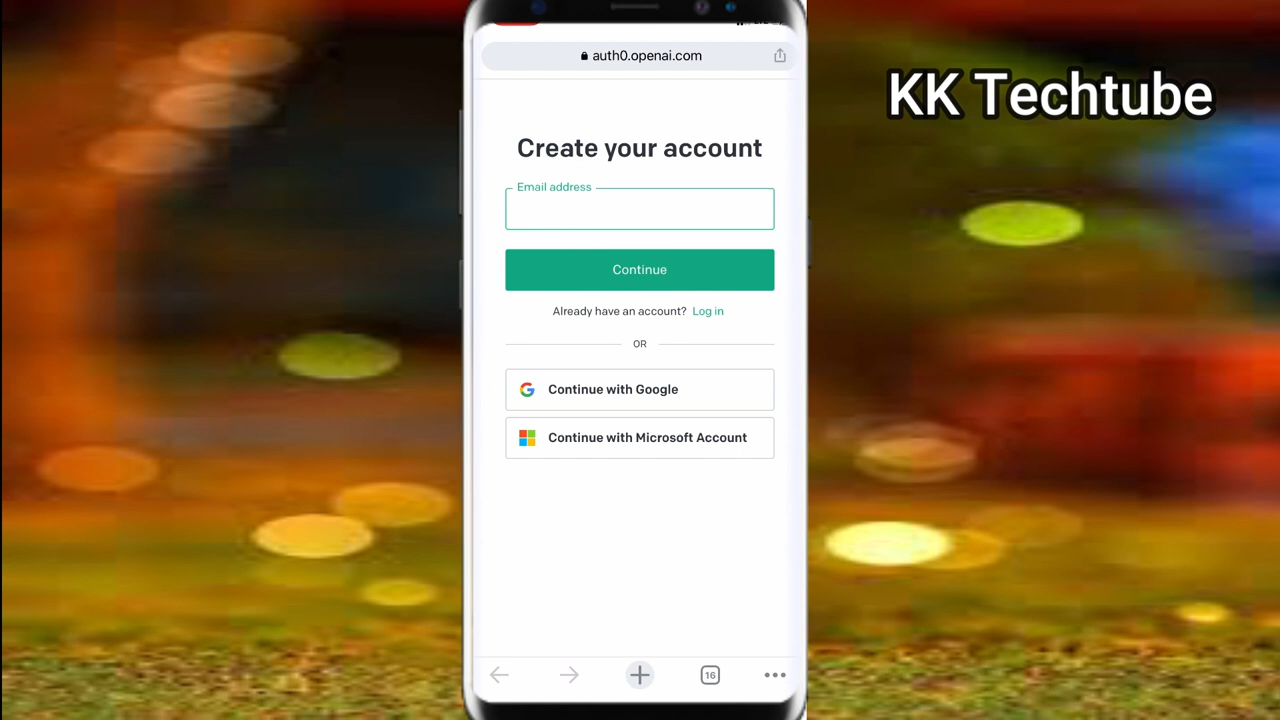 auth0.openai.com
KK Techtube
Create your account
Email address
Continue
Already have an account? Log in
OR
Continue with Google
Continue with Microsoft Account
16